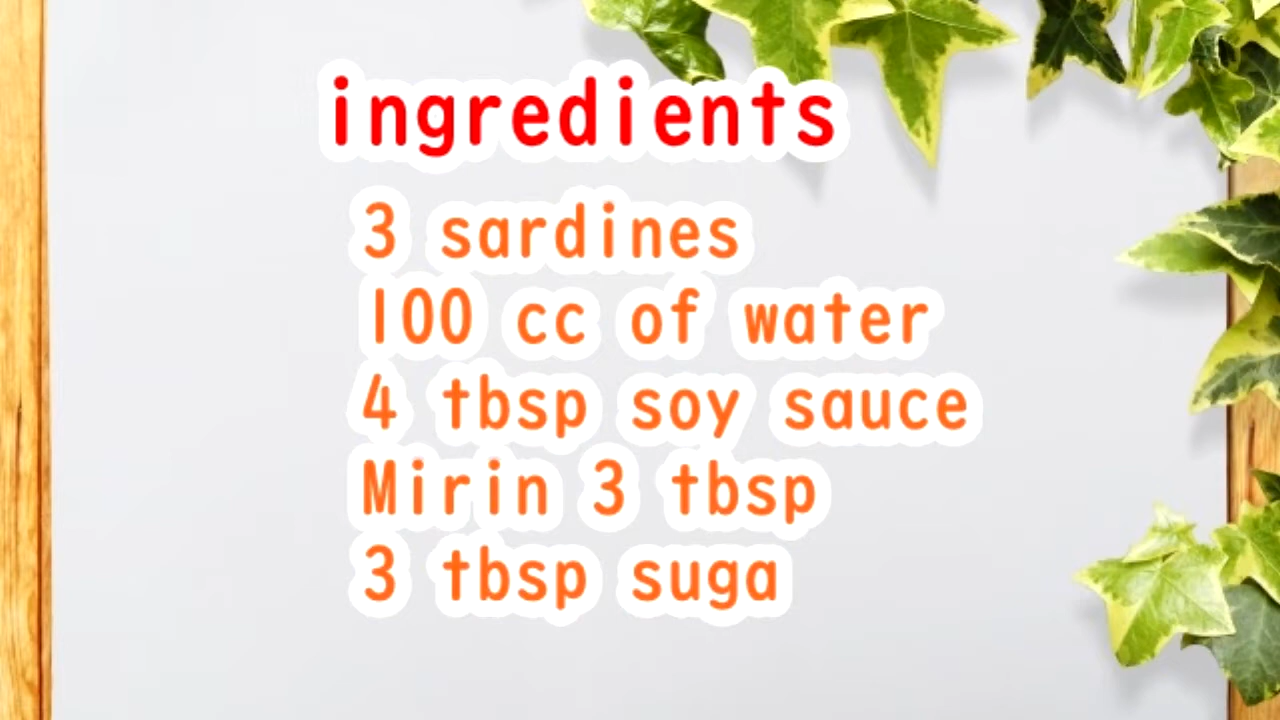 ingredients
3 sardines
100 cc of water
4 tbsp soy sauce
Mirin 3 tbsp
3 tbsp suga